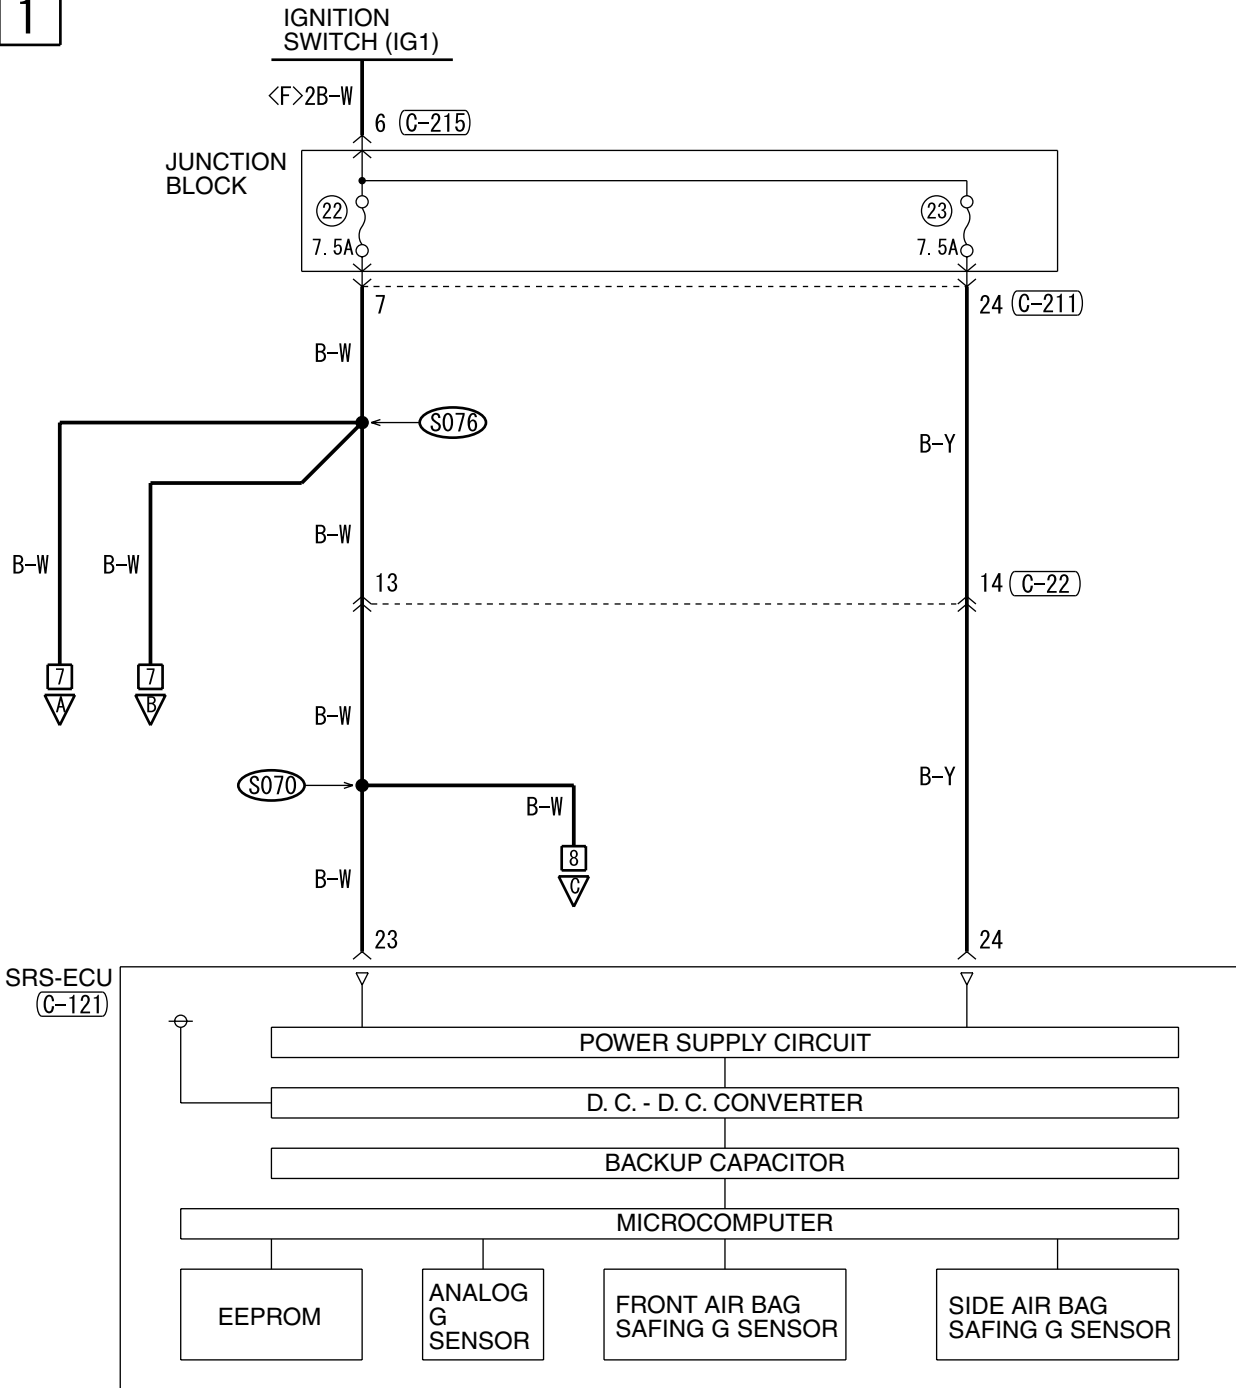 1
IGNITION
SWITCH (IG1)
<F>2B-W
6 C-215
JUNCTION
BLOCK
22
7.5A
23
7.5A
7
24 C-211
B-W
S076
B-Y
B-W
B-W
B-W
13
14 C-22
7
A
7
B
B-W
B-Y
S070
B-W
8
C
B-W
23
24
SRS-ECU
C-121
POWER SUPPLY CIRCUIT
D. C. - D. C. CONVERTER
BACKUP CAPACITOR
MICROCOMPUTER
EEPROM
ANALOG
G
SENSOR
FRONT AIR BAG
SAFING G SENSOR
SIDE AIR BAG
SAFING G SENSOR